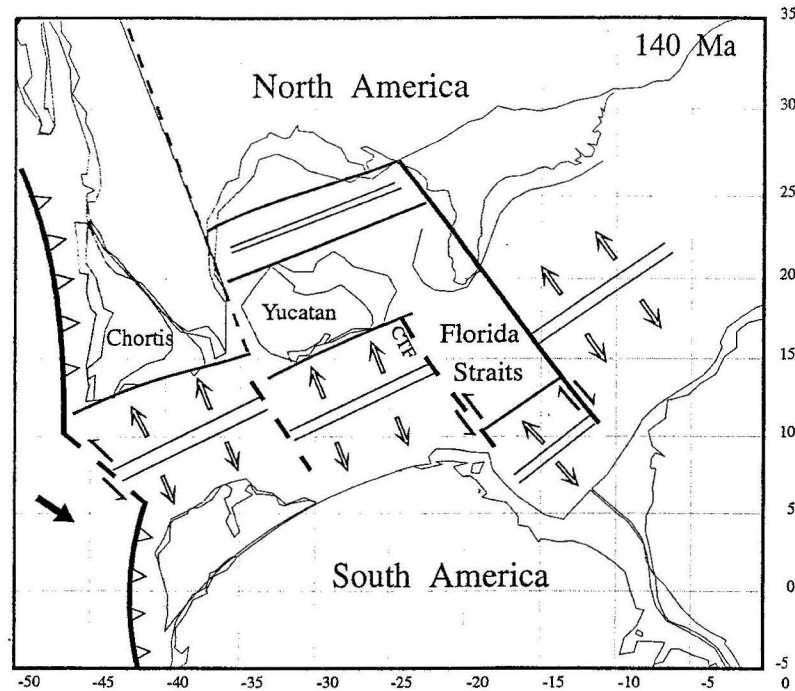 140 Ma
35
North America
30
25
20
Yucatan
Chortis
CTF
Florida
Straits
15
10
5
South America
0
-5
-50 -45 -40 -35 -30 -25 -20 -15 -10 -5 0